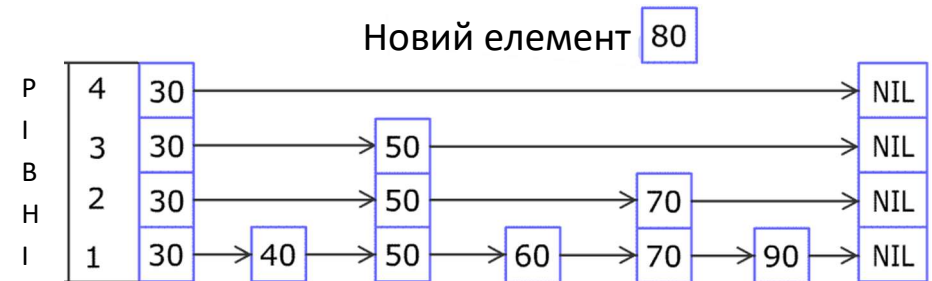 Новий елемент 80
РІВНІ
4 30 NIL
3 30 50 NIL
2 30 50 70 NIL
1 30 40 50 60 70 90 NIL